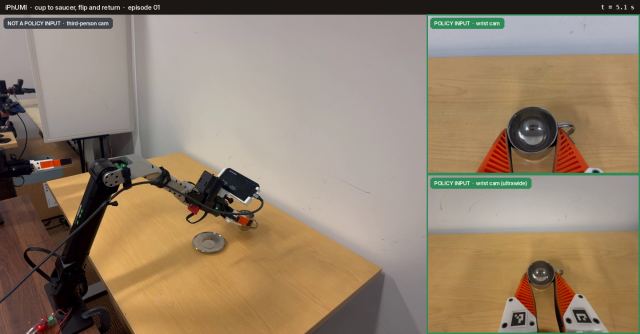 iPhUMI · cup to saucer, flip and return · episode 01
t = 5.1 s
NOT A POLICY INPUT · third-person cam
POLICY INPUT · wrist cam
POLICY INPUT · wrist cam (ultrawide)